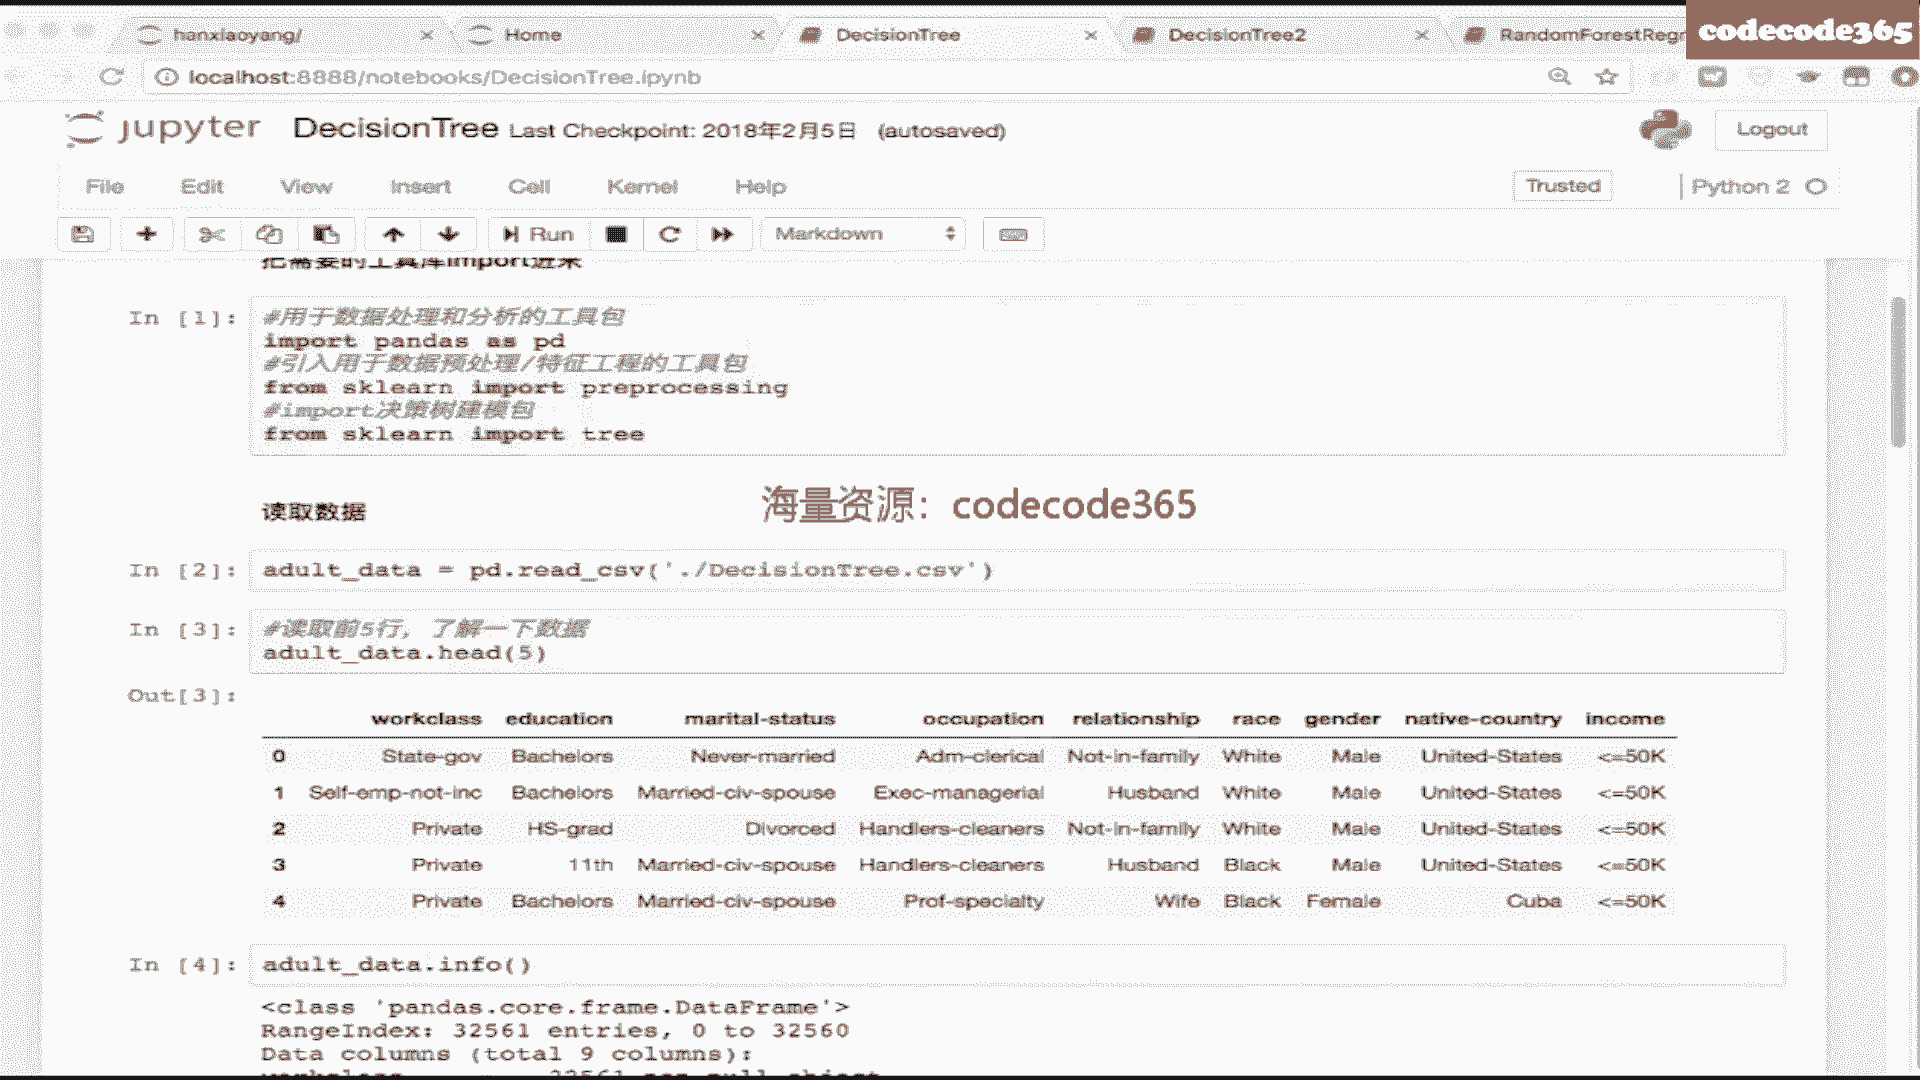 hanxiaoyang/
Home
DecisionTree
DecisionTree2
RandomForestRegr
codecode365
localhost:8888/notebooks/DecisionTree.ipynb
jupyter DecisionTree Last Checkpoint: 2018年2月5日 (autosaved)
Logout
File Edit View Insert Cell Kernel Help
Trusted
Python 2
Run
Markdown
把需要的工具库import进来
In [1]:
#用于数据处理和分析的工具包
import pandas as pd
#引入用于数据预处理/特征工程的工具包
from sklearn import preprocessing
#import决策树建模包
from sklearn import tree
读取数据
海量资源：codecode365
In [2]: adult_data = pd.read_csv('./DecisionTree.csv')
In [3]: #读取前5行，了解一下数据
adult_data.head(5)
Out[3]:
workclass education marital-status occupation relationship race gender native-country income
0 State-gov Bachelors Never-married Adm-clerical Not-in-family White Male United-States <=50K
1 Self-emp-not-inc Bachelors Married-civ-spouse Exec-managerial Husband White Male United-States <=50K
2 Private HS-grad Divorced Handlers-cleaners Not-in-family White Male United-States <=50K
3 Private 11th Married-civ-spouse Handlers-cleaners Husband Black Male United-States <=50K
4 Private Bachelors Married-civ-spouse Prof-specialty Wife Black Female Cuba <=50K
In [4]: adult_data.info()
<class 'pandas.core.frame.DataFrame'>
RangeIndex: 32561 entries, 0 to 32560
Data columns (total 9 columns):